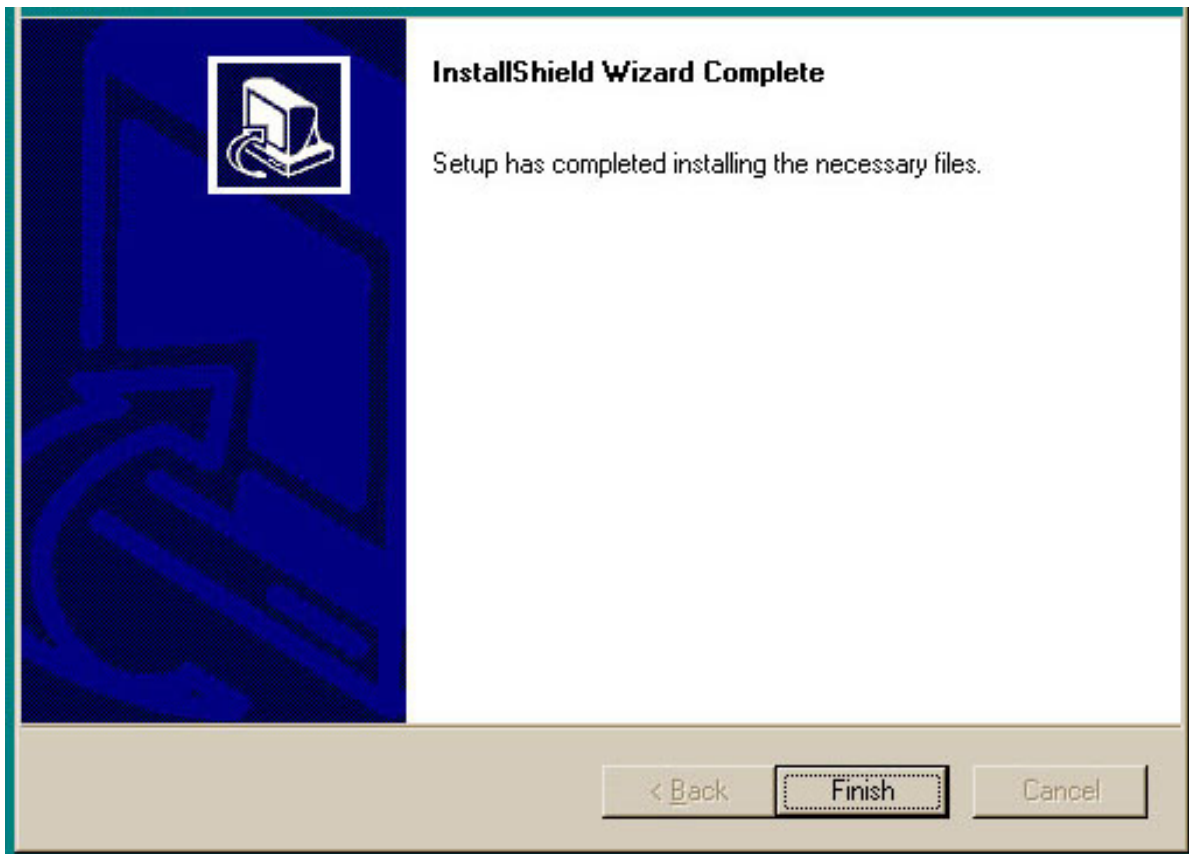 InstallShield Wizard Complete
Setup has completed installing the necessary files.
< Back
Finish
Cancel